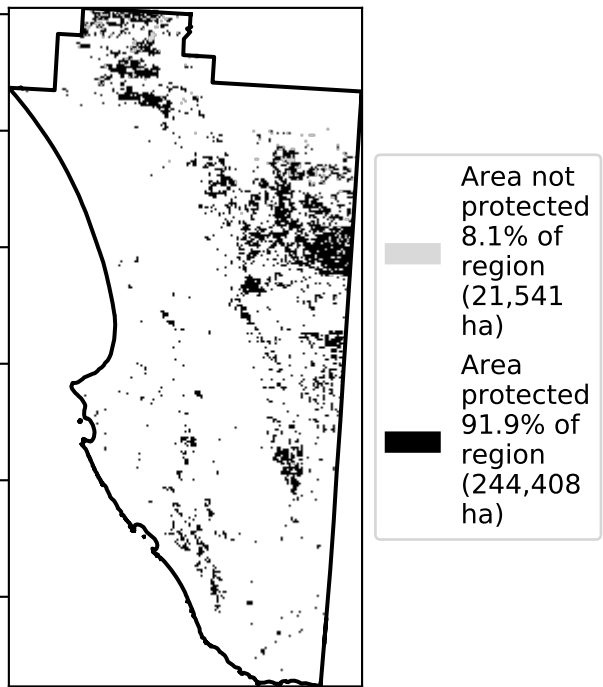 Area not
protected
8.1% of
region
(21,541
ha)
Area
protected
91.9% of
region
(244,408
ha)